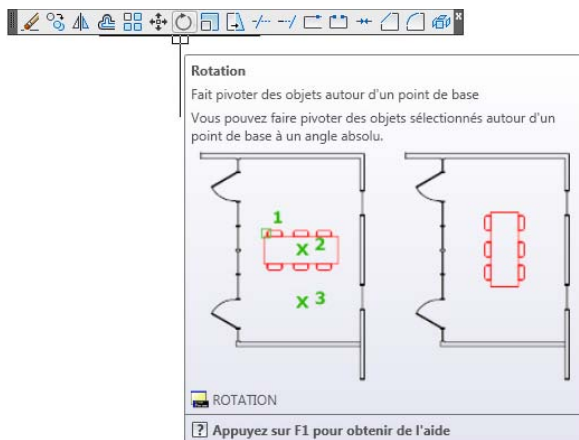 Rotation
Fait pivoter des objets autour d'un point de base
Vous pouvez faire pivoter des objets sélectionnés autour d'un
point de base à un angle absolu.
1
2
3
ROTATION
Appuyez sur F1 pour obtenir de l'aide